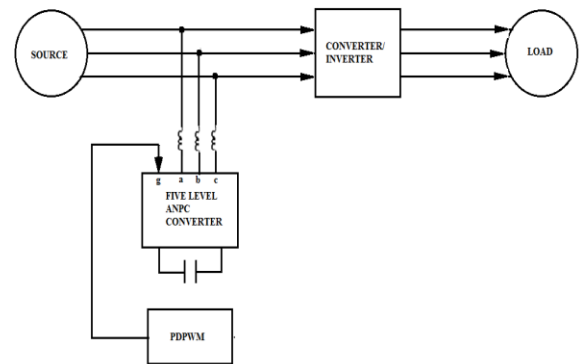 SOURCE
CONVERTER/
INVERTER
LOAD
g a b c
FIVE LEVEL
ANPC
CONVERTER
PDPWM